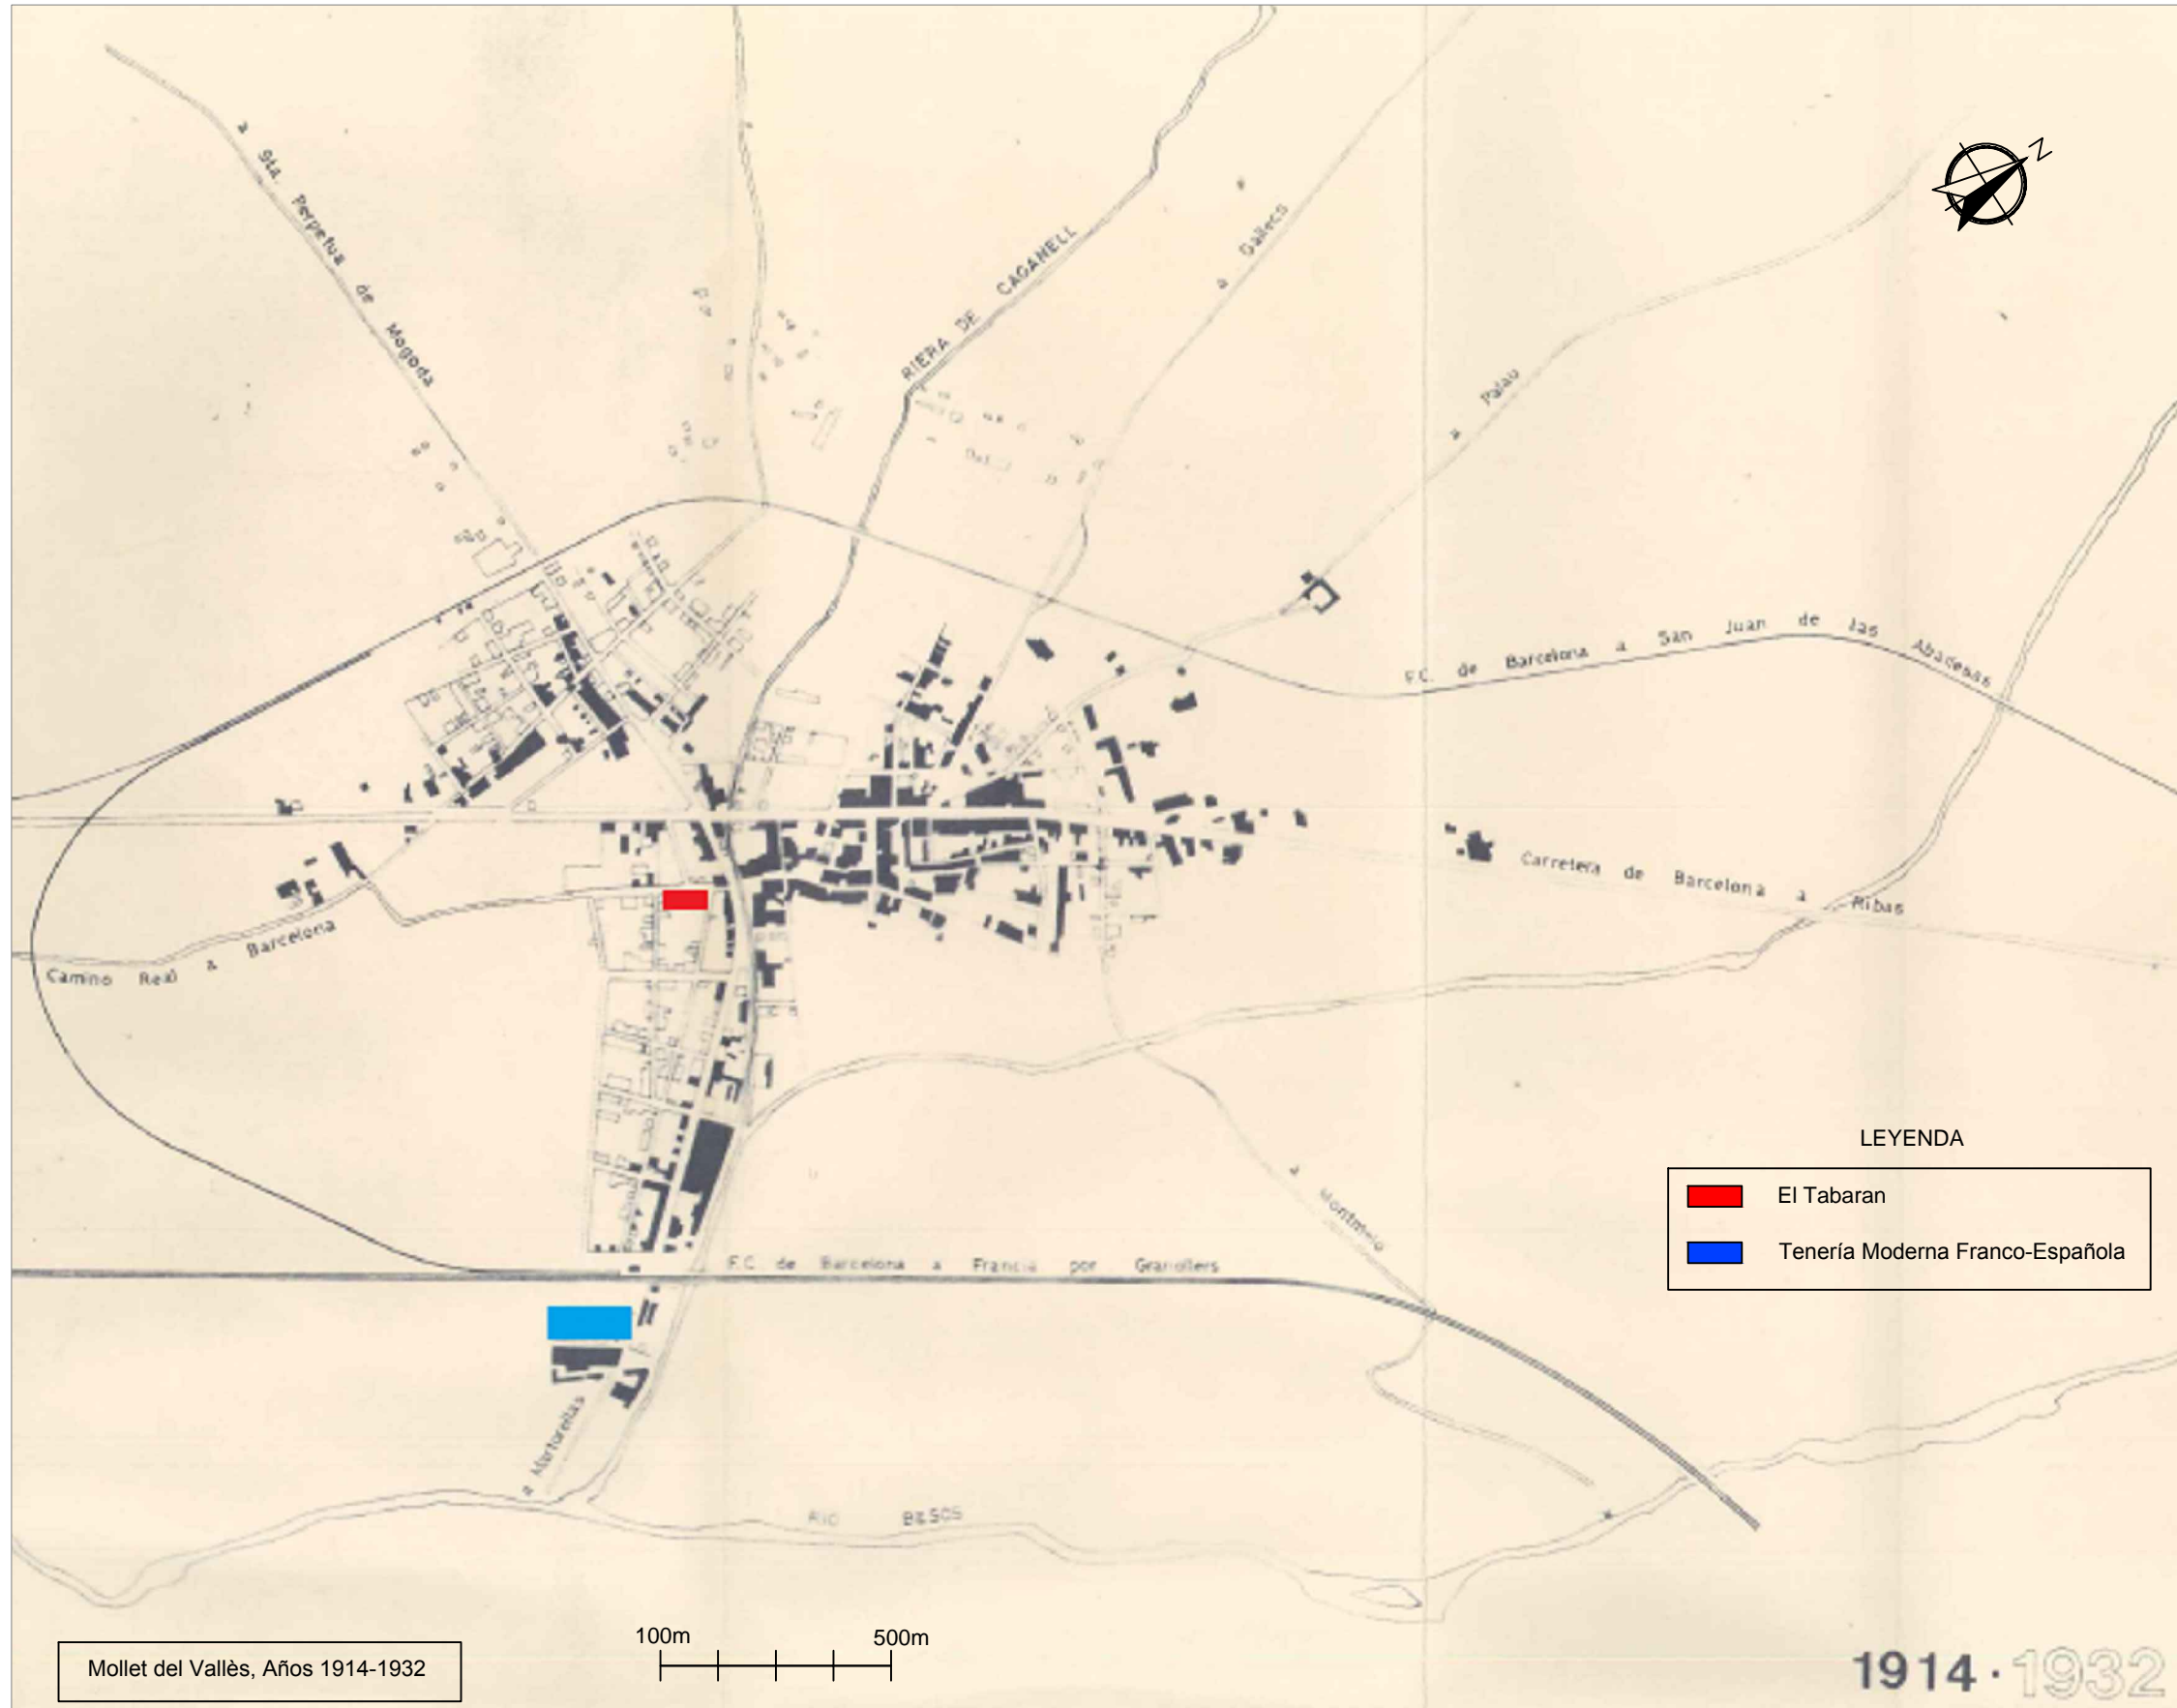 N
a Sta. Perpetua de Mogoda
RIERA DE CAGANELL
a Gallecs
a Palau
F.C. de Barcelona a San Juan de las Abadesas
Carretera de Barcelona a Ribas
Camino Real a Barcelona
a Montmelo
F.C. de Barcelona a Francia por Granollers
a Martorellas
RIO BESOS
LEYENDA
El Tabaran
Tenería Moderna Franco-Española
100m 500m
Mollet del Vallès, Años 1914-1932
1914 · 1932